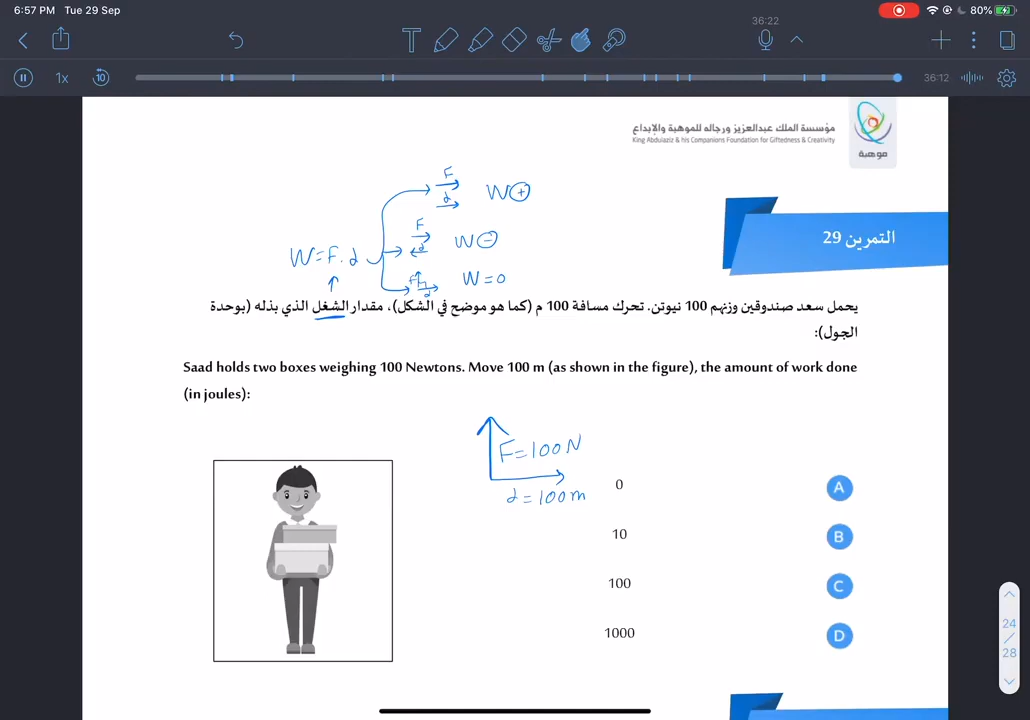 6:57 PM Tue 29 Sep
80%
36:22
T
1x
10
36:12
مؤسسة الملك عبدالعزيز ورجاله للموهبة والإبداع
King Abdulaziz & his Companions Foundation for Giftedness & Creativity
موهبة
التمرين 29
F
d
W +
F
d
W -
W = F . d
F
d
W = 0
يحمل سعد صندوقين وزنهم 100 نيوتن. تحرك مسافة 100 م (كما هو موضح في الشكل)، مقدار الشغل الذي بذله (بوحدة
الجول):
Saad holds two boxes weighing 100 Newtons. Move 100 m (as shown in the figure), the amount of work done
(in joules):
F = 100 N
d = 100 m
0 A
10 B
100 C
1000 D
24
/
28